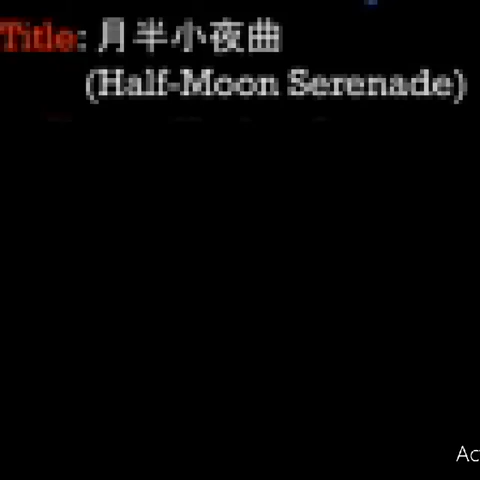 Title: 月半小夜曲
(Half-Moon Serenade)